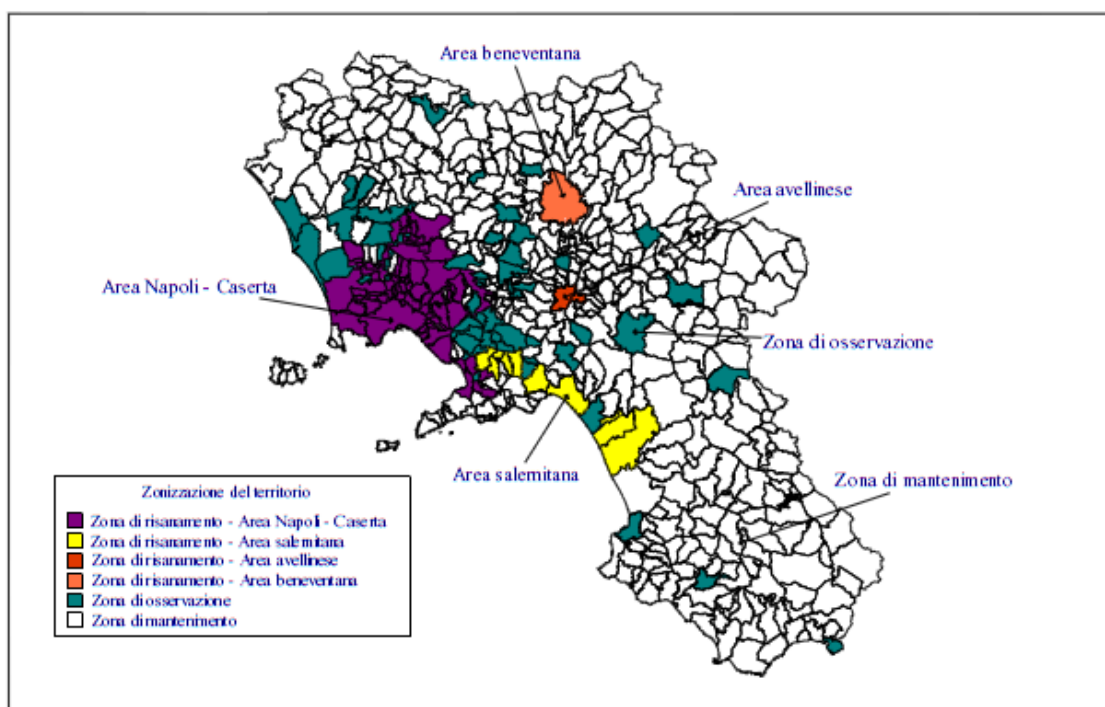 Area beneventana
Area avellinese
Area Napoli - Caserta
Zona di osservazione
Area salernitana
Zona di mantenimento
Zonizzazione del territorio
Zona di risanamento - Area Napoli - Caserta
Zona di risanamento - Area salernitana
Zona di risanamento - Area avellinese
Zona di risanamento - Area beneventana
Zona di osservazione
Zona di mantenimento